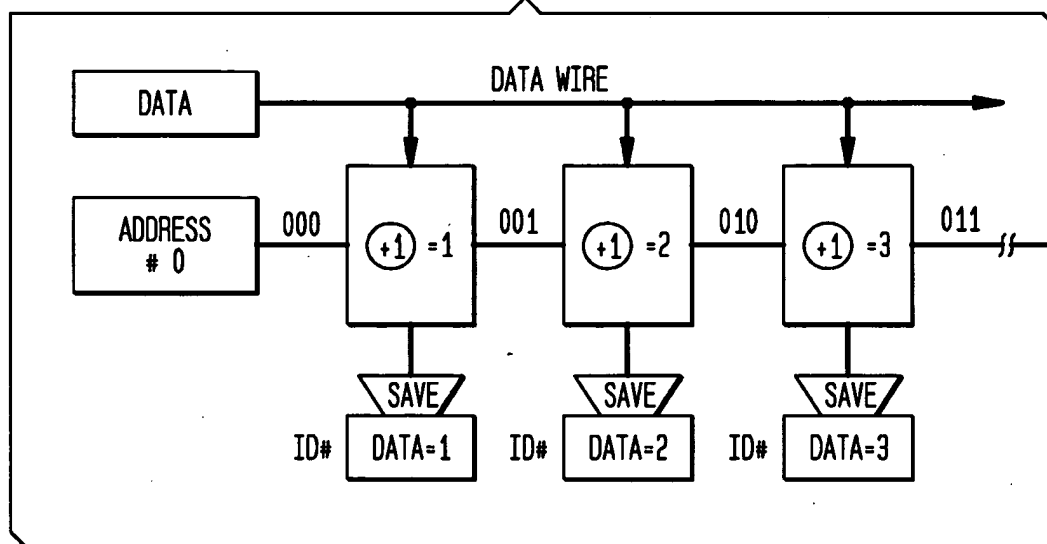 DATA
DATA WIRE
ADDRESS
# 0
000
+1 =1
001
+1 =2
010
+1 =3
011
SAVE
SAVE
SAVE
ID#
DATA=1
ID#
DATA=2
ID#
DATA=3